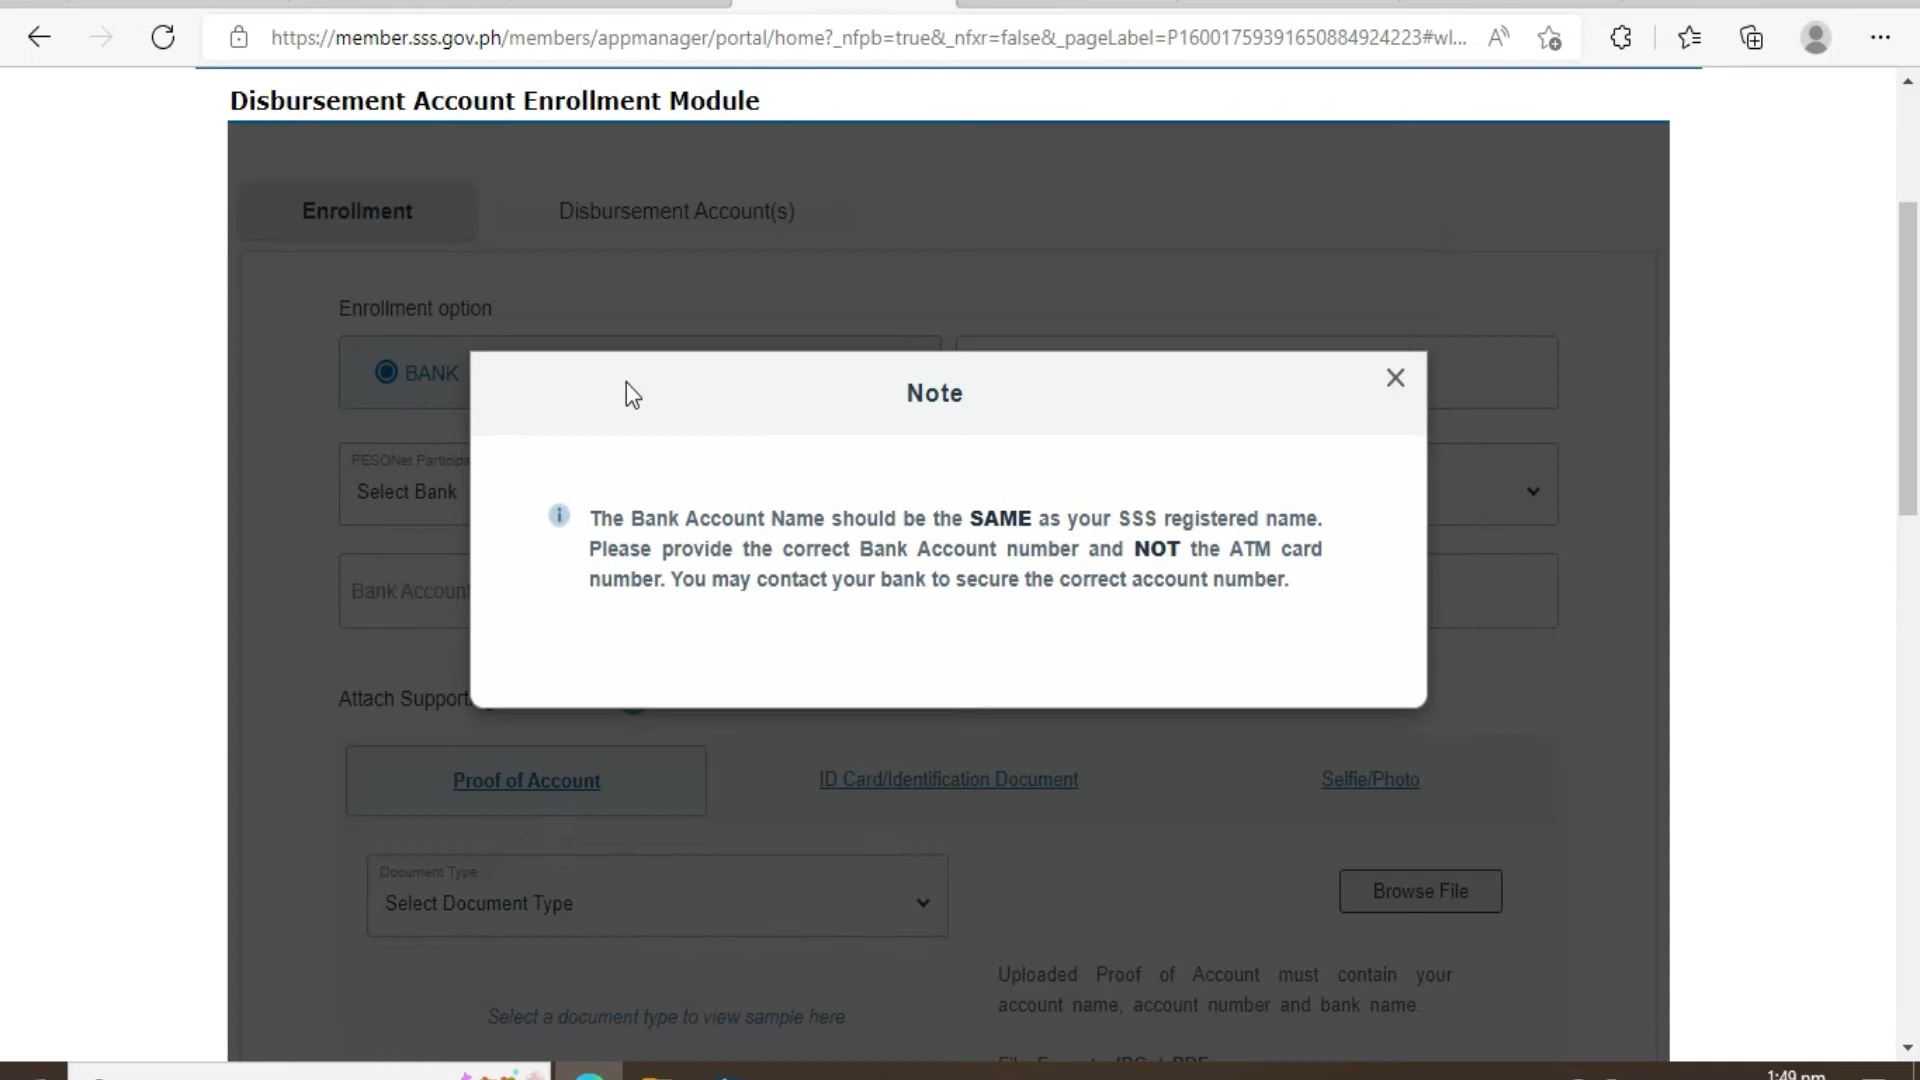 https://member.sss.gov.ph/members/appmanager/portal/home?_nfpb=true&_nfxr=false&_pageLabel=P16001759391650884924223#wl...
Disbursement Account Enrollment Module
Enrollment
Disbursement Account(s)
Enrollment option
BANK
Note
PESONet Participa
Select Bank
The Bank Account Name should be the SAME as your SSS registered name.
Please provide the correct Bank Account number and NOT the ATM card
number. You may contact your bank to secure the correct account number.
Bank Account
Attach Support
Proof of Account
ID Card/Identification Document
Selfie/Photo
Document Type
Select Document Type
Browse File
Uploaded Proof of Account must contain your
account name, account number and bank name.
Select a document type to view sample here.
1:49 pm